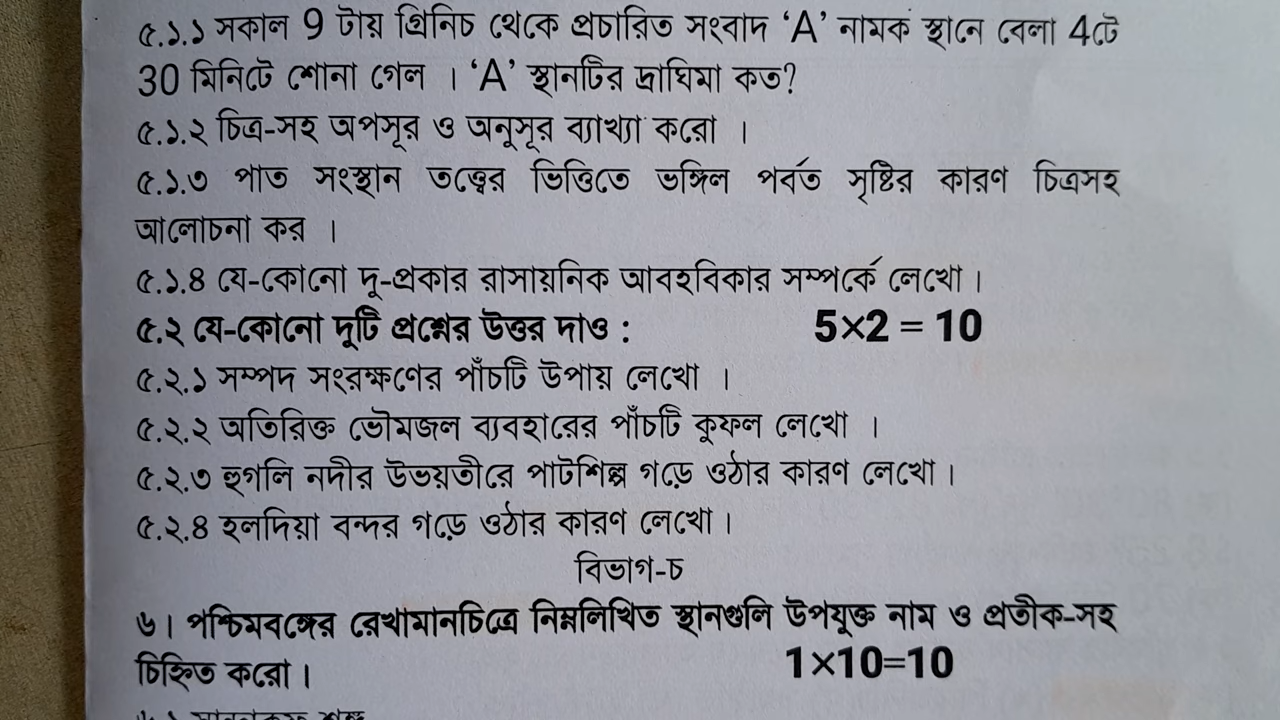 ৫.১.১ সকাল 9 টায় গ্রিনিচ থেকে প্রচারিত সংবাদ ‘A’ নামক স্থানে বেলা 4টে
30 মিনিটে শোনা গেল । ‘A’ স্থানটির দ্রাঘিমা কত?
৫.১.২ চিত্র-সহ অপসূর ও অনুসূর ব্যাখ্যা করো ।
৫.১.৩ পাত সংস্থান তত্ত্বের ভিত্তিতে ভঙ্গিল পর্বত সৃষ্টির কারণ চিত্রসহ
আলোচনা কর ।
৫.১.৪ যে-কোনো দু-প্রকার রাসায়নিক আবহবিকার সম্পর্কে লেখো।
৫.২ যে-কোনো দুটি প্রশ্নের উত্তর দাও : 5×2 = 10
৫.২.১ সম্পদ সংরক্ষণের পাঁচটি উপায় লেখো ।
৫.২.২ অতিরিক্ত ভৌমজল ব্যবহারের পাঁচটি কুফল লেখো ।
৫.২.৩ হুগলি নদীর উভয়তীরে পাটশিল্প গড়ে ওঠার কারণ লেখো।
৫.২.৪ হলদিয়া বন্দর গড়ে ওঠার কারণ লেখো।
বিভাগ-চ
৬। পশ্চিমবঙ্গের রেখামানচিত্রে নিম্নলিখিত স্থানগুলি উপযুক্ত নাম ও প্রতীক-সহ
চিহ্নিত করো। 1×10=10